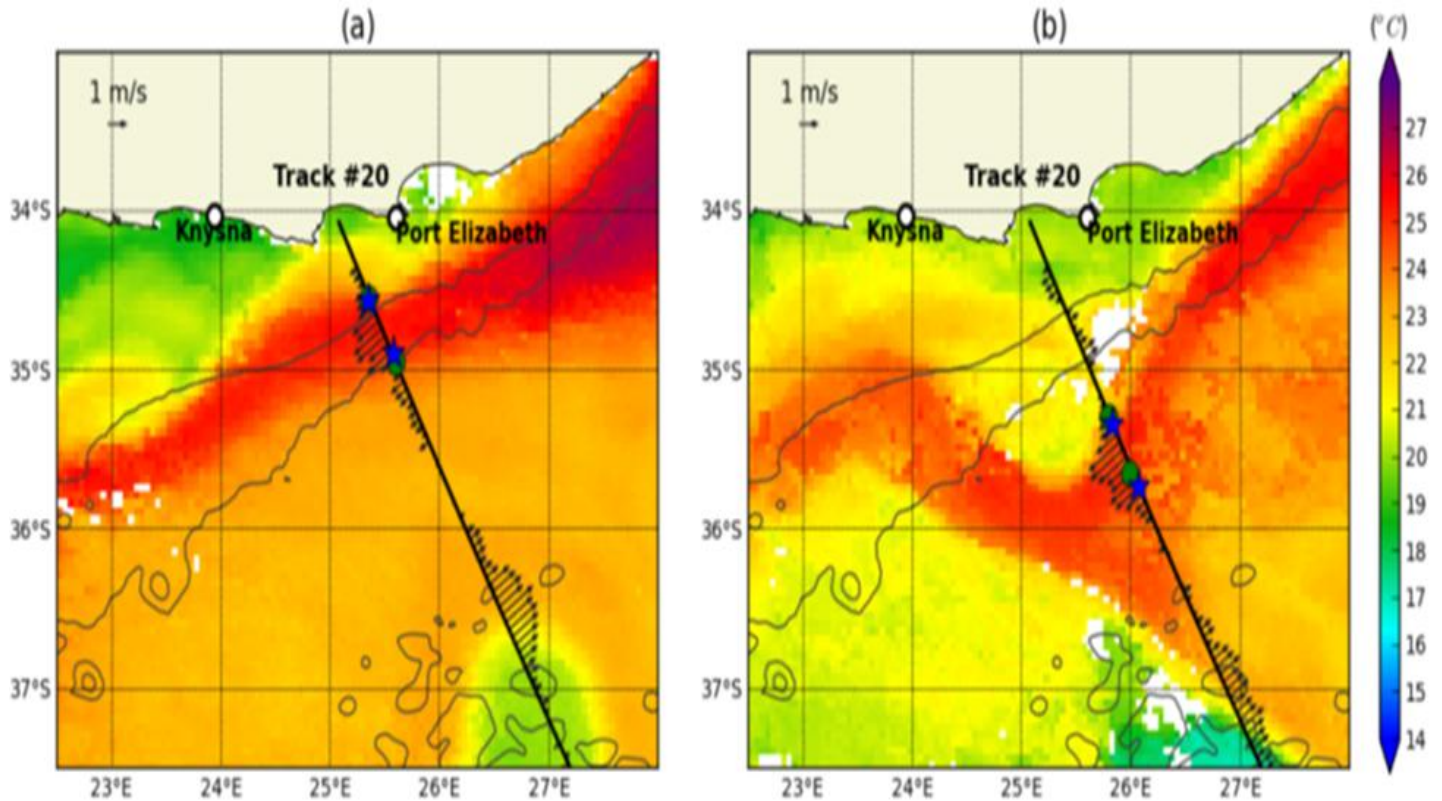 (a)
(b)
(°C)
1 m/s
1 m/s
Track #20
Track #20
Knysna
Port Elizabeth
Knysna
Port Elizabeth
34°S
35°S
36°S
37°S
34°S
35°S
36°S
37°S
23°E 24°E 25°E 26°E 27°E
23°E 24°E 25°E 26°E 27°E
27
26
25
24
23
22
21
20
19
18
17
16
15
14